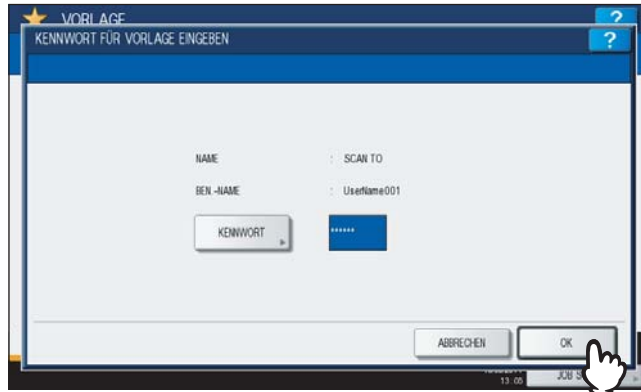 VORLAGE
?
KENNWORT FÜR VORLAGE EINGEBEN
?
NAME : SCAN TO
BEN.-NAME : UserName001
KENNWORT ******
ABBRECHEN OK
13:05 JOB S